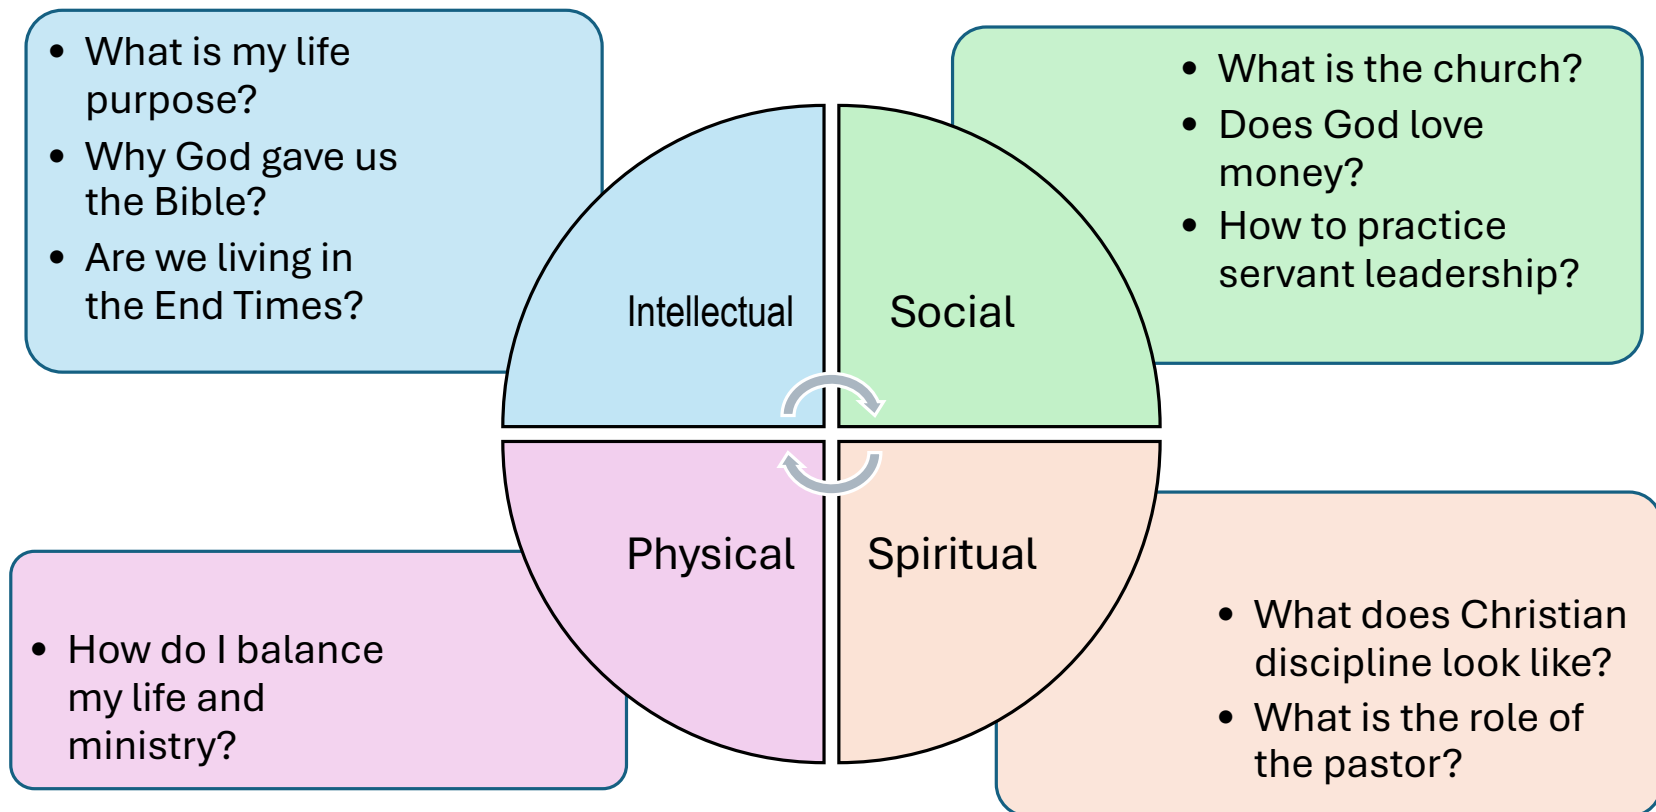 • What is my life
purpose?
• Why God gave us
the Bible?
• Are we living in
the End Times?
• What is the church?
• Does God love
money?
• How to practice
servant leadership?
Intellectual
Social
Physical
Spiritual
• How do I balance
my life and
ministry?
• What does Christian
discipline look like?
• What is the role of
the pastor?